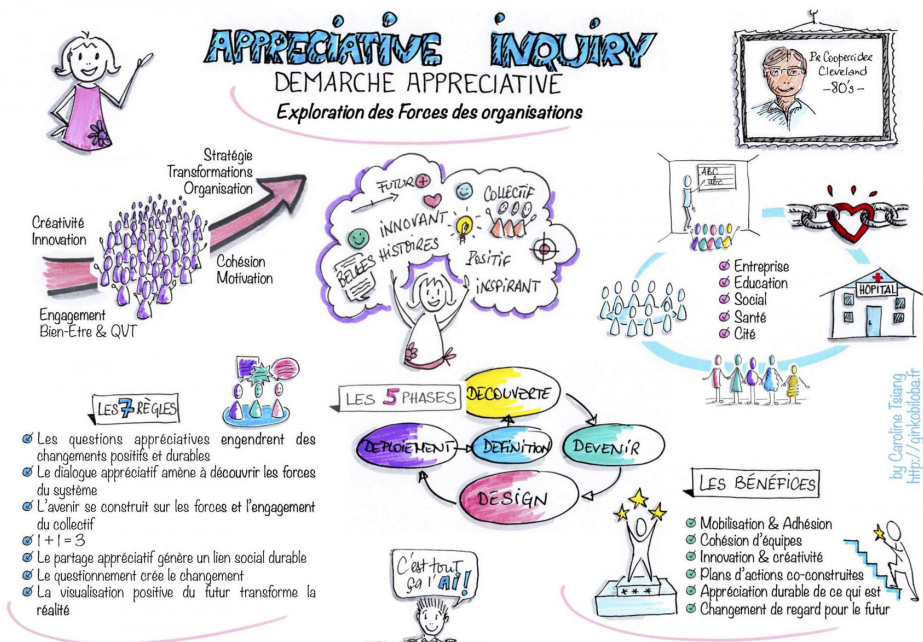 APPRECIATIVE INQUIRY
DEMARCHE APPRECIATIVE
Exploration des Forces des organisations
Pr Cooperrider
Cleveland
-80's-
Stratégie
Transformations
Organisation
Créativité
Innovation
Cohésion
Motivation
Engagement
Bien-Etre & QVT
FUTUR
COLLECTIF
INNOVANT
BELLES
HISTOIRES
POSITIF
INSPIRANT
ABC
abc
Entreprise
Education
Social
Santé
Cité
HOPITAL
LES 7 RÈGLES
Les questions appréciatives engendrent des
changements positifs et durables
Le dialogue appréciatif amène à découvrir les forces
du système
L'avenir se construit sur les forces et l'engagement
du collectif
1 + 1 = 3
Le partage appréciatif génère un lien social durable
Le questionnement crée le changement
La visualisation positive du futur transforme la
réalité
LES 5 PHASES
DECOUVERTE
DEPLOIEMENT
DEFINITION
DEVENIR
DESIGN
C'est tout
ça l'AI!
LES BÉNÉFICES
Mobilisation & Adhésion
Cohésion d'équipes
Innovation & créativité
Plans d'actions co-construites
Appréciation durable de ce qui est
Changement de regard pour le futur
by Caroline Tsiang
http://onkohiloba.fr